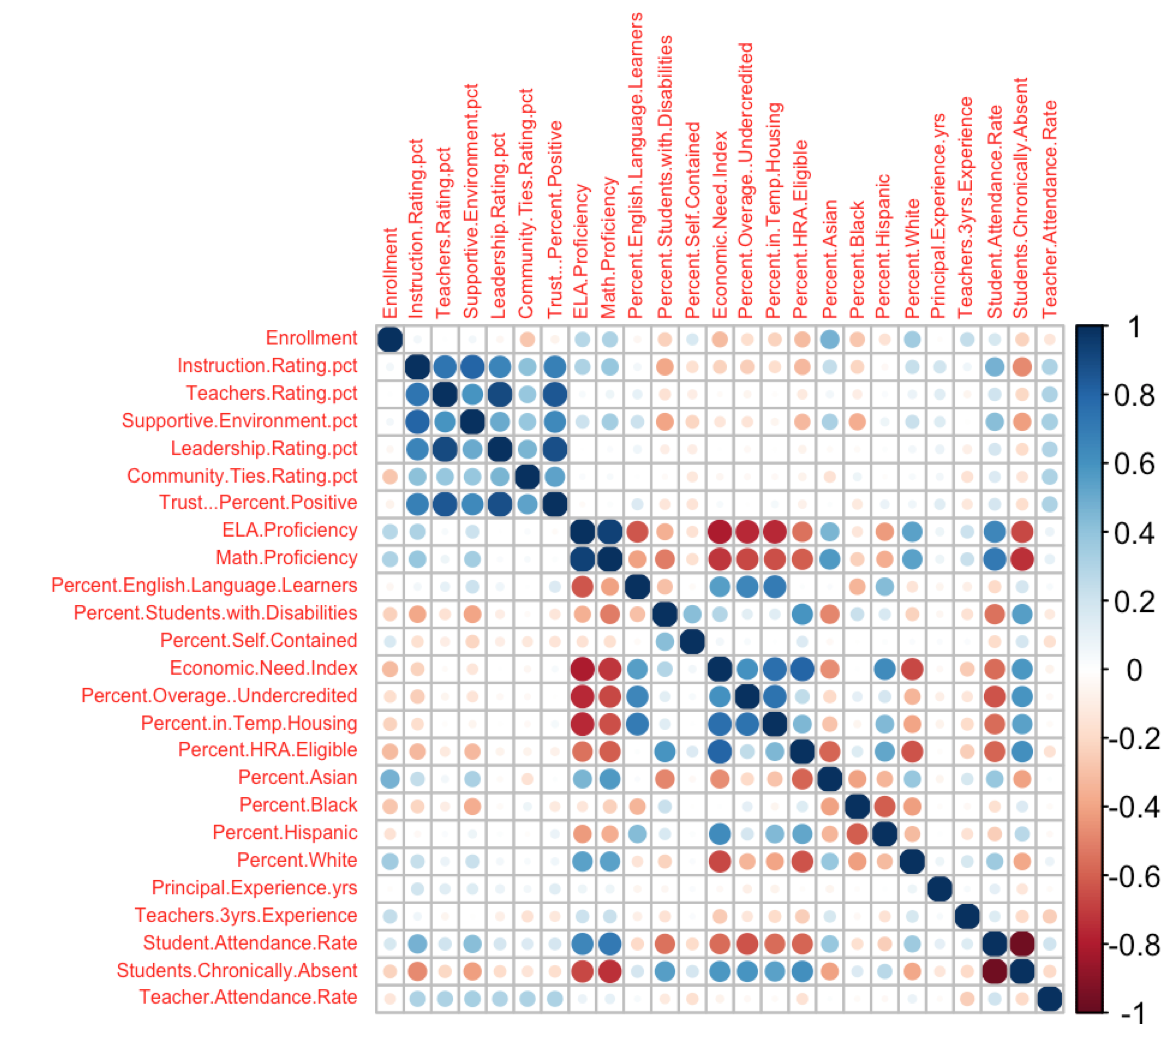 Enrollment
Instruction.Rating.pct
Teachers.Rating.pct
Supportive.Environment.pct
Leadership.Rating.pct
Community.Ties.Rating.pct
Trust...Percent.Positive
ELA.Proficiency
Math.Proficiency
Percent.English.Language.Learners
Percent.Students.with.Disabilities
Percent.Self.Contained
Economic.Need.Index
Percent.Overage..Undercredited
Percent.in.Temp.Housing
Percent.HRA.Eligible
Percent.Asian
Percent.Black
Percent.Hispanic
Percent.White
Principal.Experience.yrs
Teachers.3yrs.Experience
Student.Attendance.Rate
Students.Chronically.Absent
Teacher.Attendance.Rate
Enrollment
Instruction.Rating.pct
Teachers.Rating.pct
Supportive.Environment.pct
Leadership.Rating.pct
Community.Ties.Rating.pct
Trust...Percent.Positive
ELA.Proficiency
Math.Proficiency
Percent.English.Language.Learners
Percent.Students.with.Disabilities
Percent.Self.Contained
Economic.Need.Index
Percent.Overage..Undercredited
Percent.in.Temp.Housing
Percent.HRA.Eligible
Percent.Asian
Percent.Black
Percent.Hispanic
Percent.White
Principal.Experience.yrs
Teachers.3yrs.Experience
Student.Attendance.Rate
Students.Chronically.Absent
Teacher.Attendance.Rate
1
0.8
0.6
0.4
0.2
0
-0.2
-0.4
-0.6
-0.8
-1